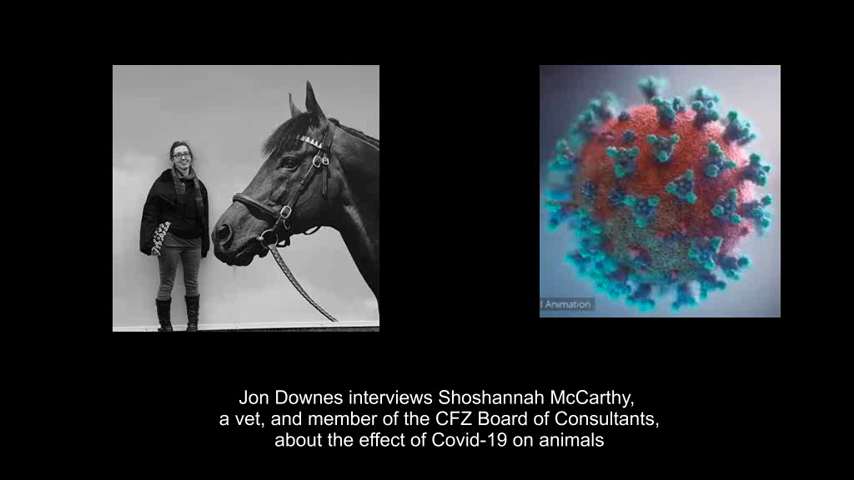 l Animation
Jon Downes interviews Shoshannah McCarthy,
a vet, and member of the CFZ Board of Consultants,
about the effect of Covid-19 on animals